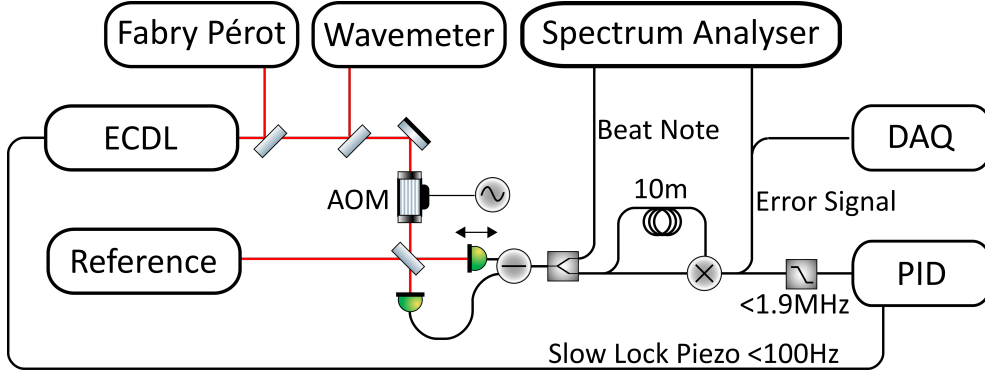 Fabry Pérot
Wavemeter
Spectrum Analyser
ECDL
Beat Note
DAQ
10m
AOM
Error Signal
Reference
PID
<1.9MHz
Slow Lock Piezo <100Hz